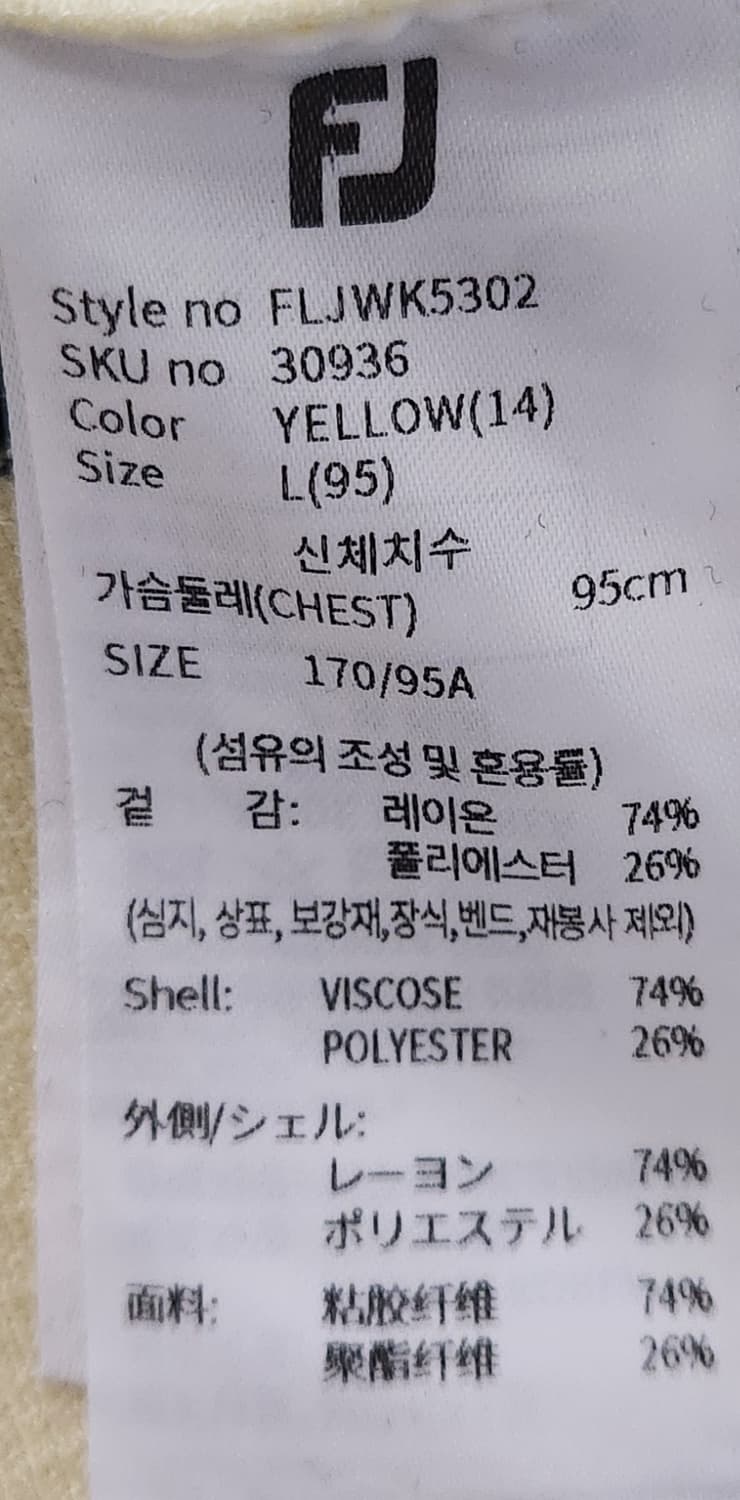 FJ
Style no FLJWK5302
SKU no 30936
Color YELLOW(14)
Size L(95)
신체치수
가슴둘레(CHEST) 95cm
SIZE 170/95A
(섬유의 조성 및 혼용률)
겉 감: 레이온 74%
폴리에스터 26%
(심지, 상표, 보강재,장식,벤드,재봉사 제외)
Shell: VISCOSE 74%
POLYESTER 26%
外側/シェル:
レーヨン 74%
ポリエステル 26%
面料: 粘胶纤维 74%
聚酯纤维 26%